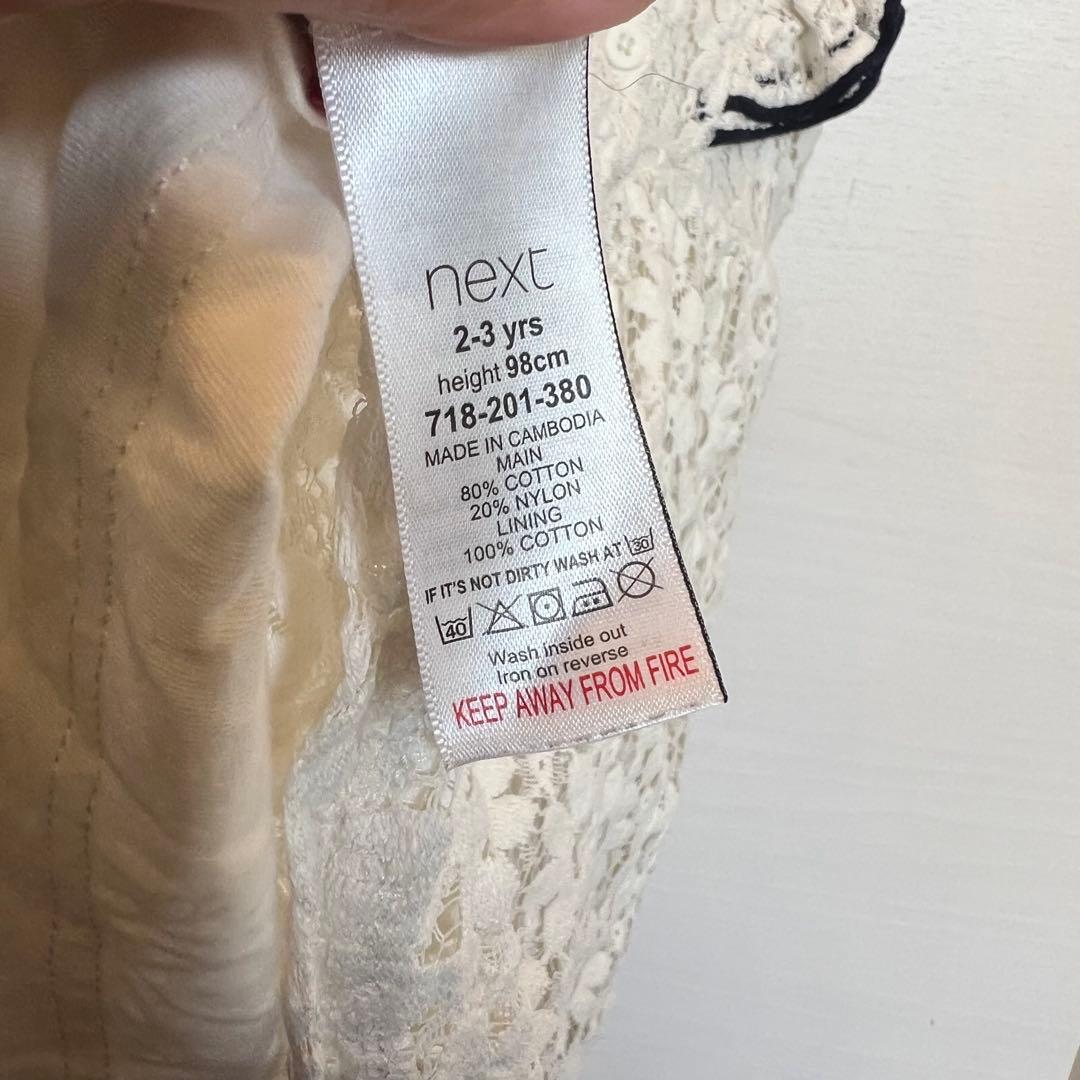 next
2-3 yrs
height 98cm
718-201-380
MADE IN CAMBODIA
MAIN
80% COTTON
20% NYLON
LINING
100% COTTON
IF IT'S NOT DIRTY WASH AT 30
40
Wash inside out
Iron on reverse
KEEP AWAY FROM FIRE